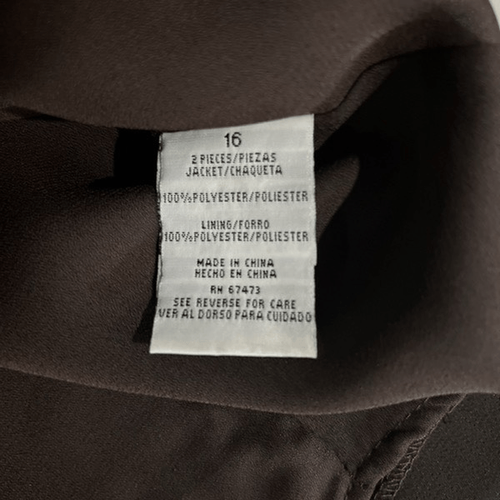 16
2 PIECES/PIEZAS
JACKET/CHAQUETA
100%POLYESTER/POLIESTER
LINING/FORRO
100%POLYESTER/POLIESTER
MADE IN CHINA
HECHO EN CHINA
RN 67473
SEE REVERSE FOR CARE
VER AL DORSO PARA CUIDADO